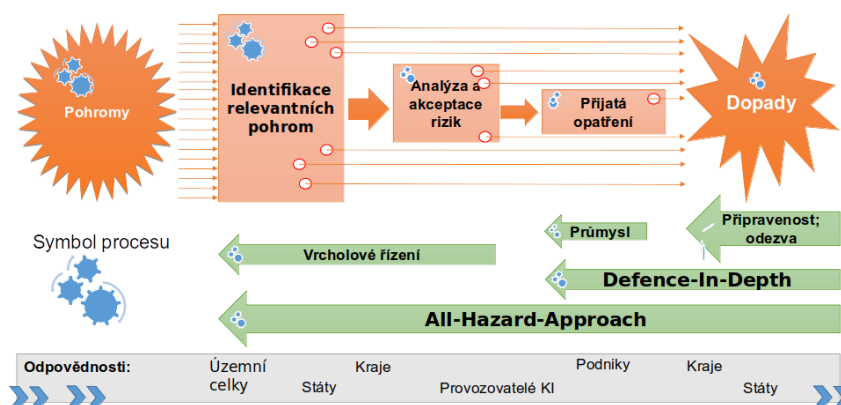 Pohromy
Identifikace
relevantních
pohrom
Analýza a
akceptace
rizik
Přijatá
opatření
Dopady
Symbol procesu
Vrcholové řízení
Průmysl
Připravenost;
odezva
Defence-In-Depth
All-Hazard-Approach
Odpovědnosti:
Územní
celky
Státy
Kraje
Provozovatelé KI
Podniky
Kraje
Státy